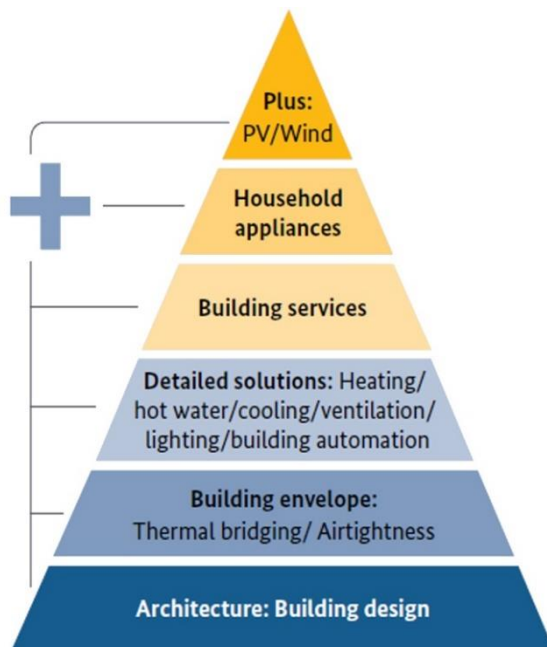 Plus:
PV/Wind
Household
appliances
Building services
Detailed solutions: Heating/
hot water/cooling/ventilation/
lighting/building automation
Building envelope:
Thermal bridging/ Airtightness
Architecture: Building design